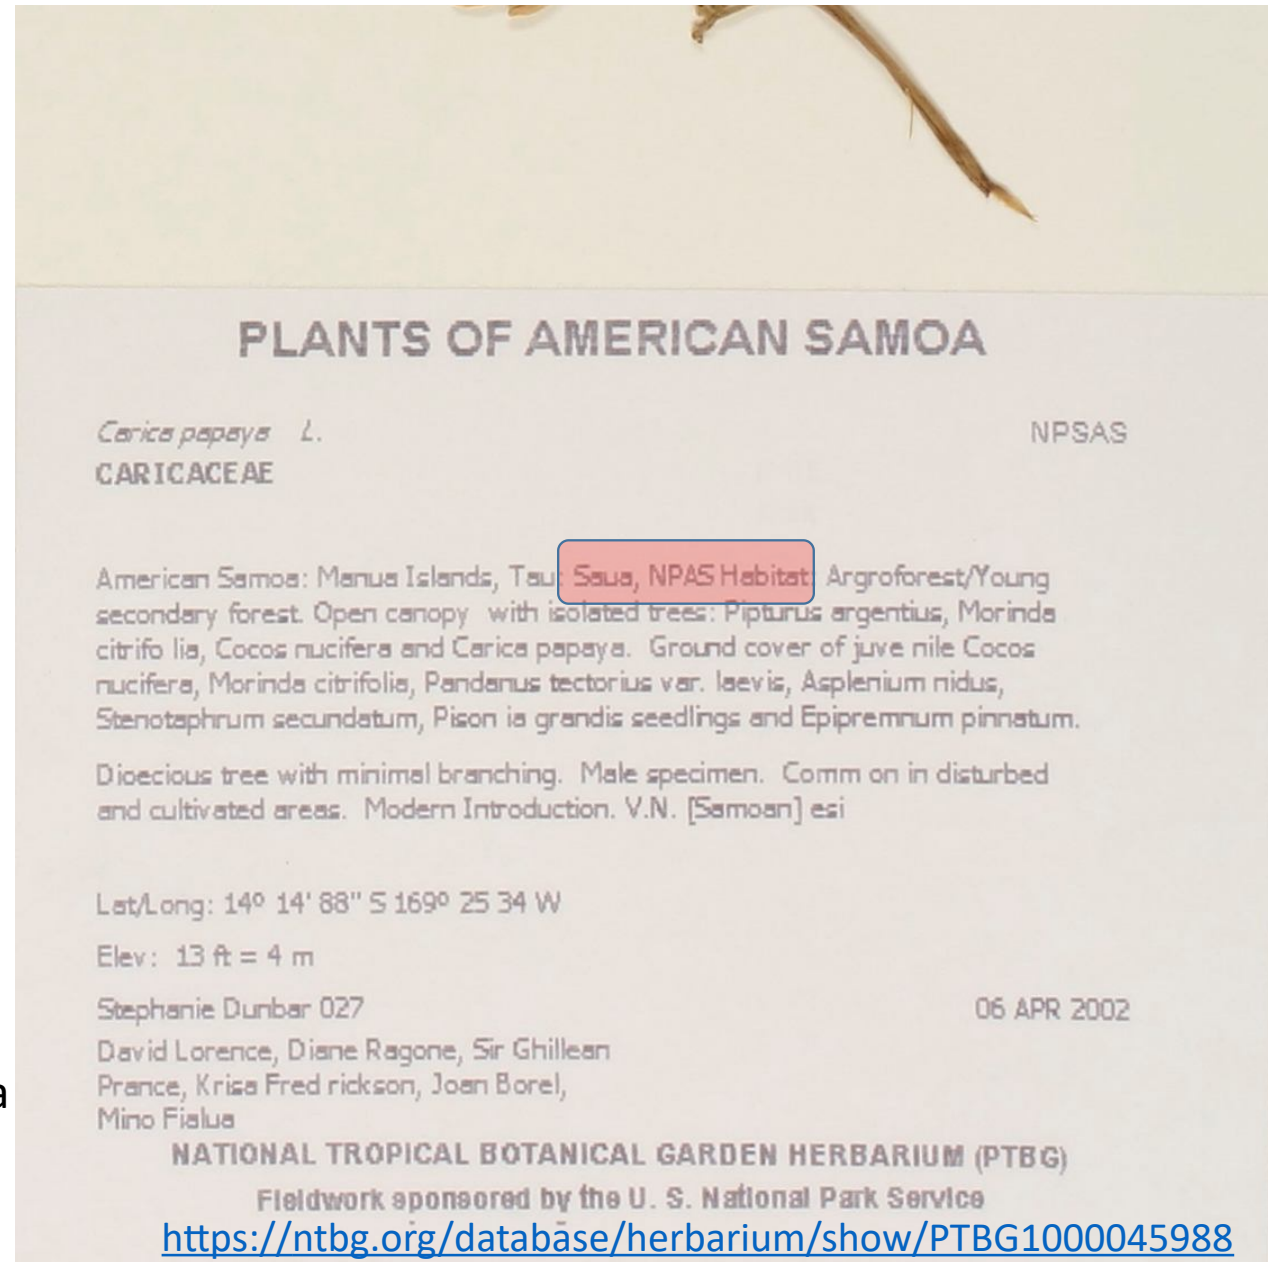 PLANTS OF AMERICAN SAMOA
Carica papaya L. NPSAS
CARICACEAE
American Samoa: Manua Islands, Tau: Saua, NPAS Habitat: Argroforest/Young
secondary forest. Open canopy with isolated trees: Pipturus argentius, Morinda
citrifo lia, Cocos nucifera and Carica papaya. Ground cover of juve nile Cocos
nucifera, Morinda citrifolia, Pandanus tectorius var. laevis, Asplenium nidus,
Stenotaphrum secundatum, Pison ia grandis seedlings and Epipremnum pinnatum.
Dioecious tree with minimal branching. Male specimen. Comm on in disturbed
and cultivated areas. Modern Introduction. V.N. [Samoan] esi
Lat/Long: 14º 14' 88" S 169º 25 34 W
Elev: 13 ft = 4 m
Stephanie Dunbar 027 06 APR 2002
David Lorence, Diane Ragone, Sir Ghillean
Prance, Krisa Fred rickson, Joan Borel,
a
Mino Fialua
NATIONAL TROPICAL BOTANICAL GARDEN HERBARIUM (PTBG)
Fieldwork sponsored by the U. S. National Park Service
https://ntbg.org/database/herbarium/show/PTBG1000045988